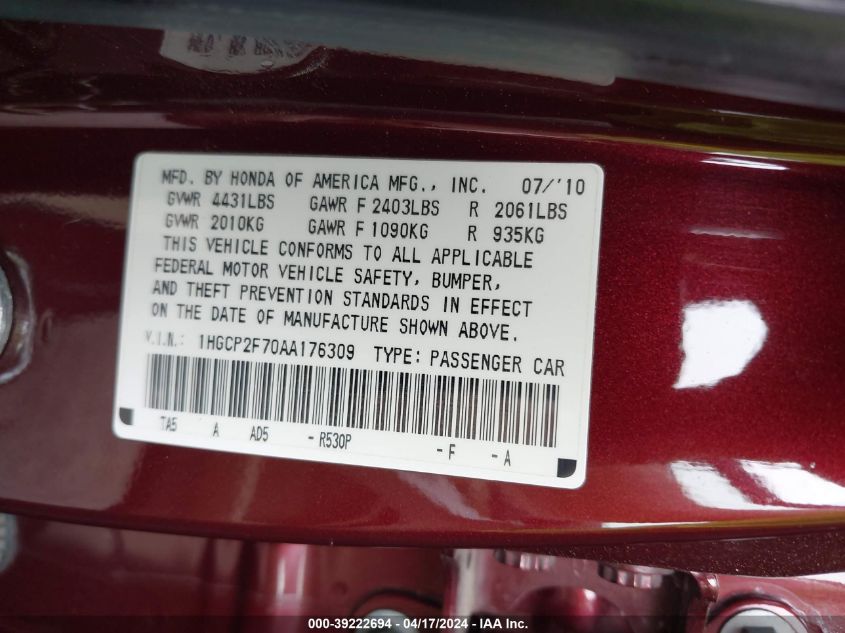 MFD. BY HONDA OF AMERICA MFG., INC. 07/'10
GVWR 4431LBS GAWR F 2403LBS R 2061LBS
GVWR 2010KG GAWR F 1090KG R 935KG
THIS VEHICLE CONFORMS TO ALL APPLICABLE
FEDERAL MOTOR VEHICLE SAFETY, BUMPER,
AND THEFT PREVENTION STANDARDS IN EFFECT
ON THE DATE OF MANUFACTURE SHOWN ABOVE.
V.I.N.: 1HGCP2F70AA176309 TYPE: PASSENGER CAR
TA5 A AD5 - R530P - F - A
000-39222694 - 04/17/2024 - IAA Inc.